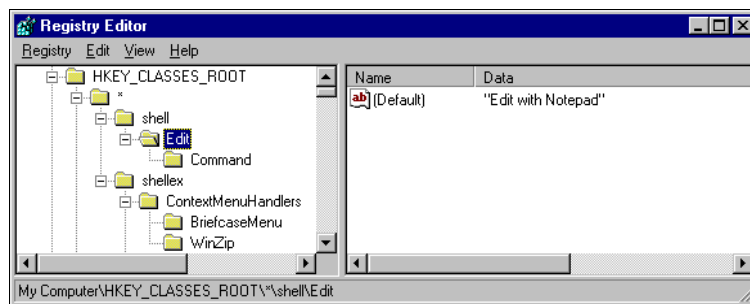 Registry Editor
Registry Edit View Help
HKEY_CLASSES_ROOT
*
shell
Edit
Command
shellex
ContextMenuHandlers
BriefcaseMenu
WinZip
Name Data
ab (Default) "Edit with Notepad"
My Computer\HKEY_CLASSES_ROOT\*\shell\Edit